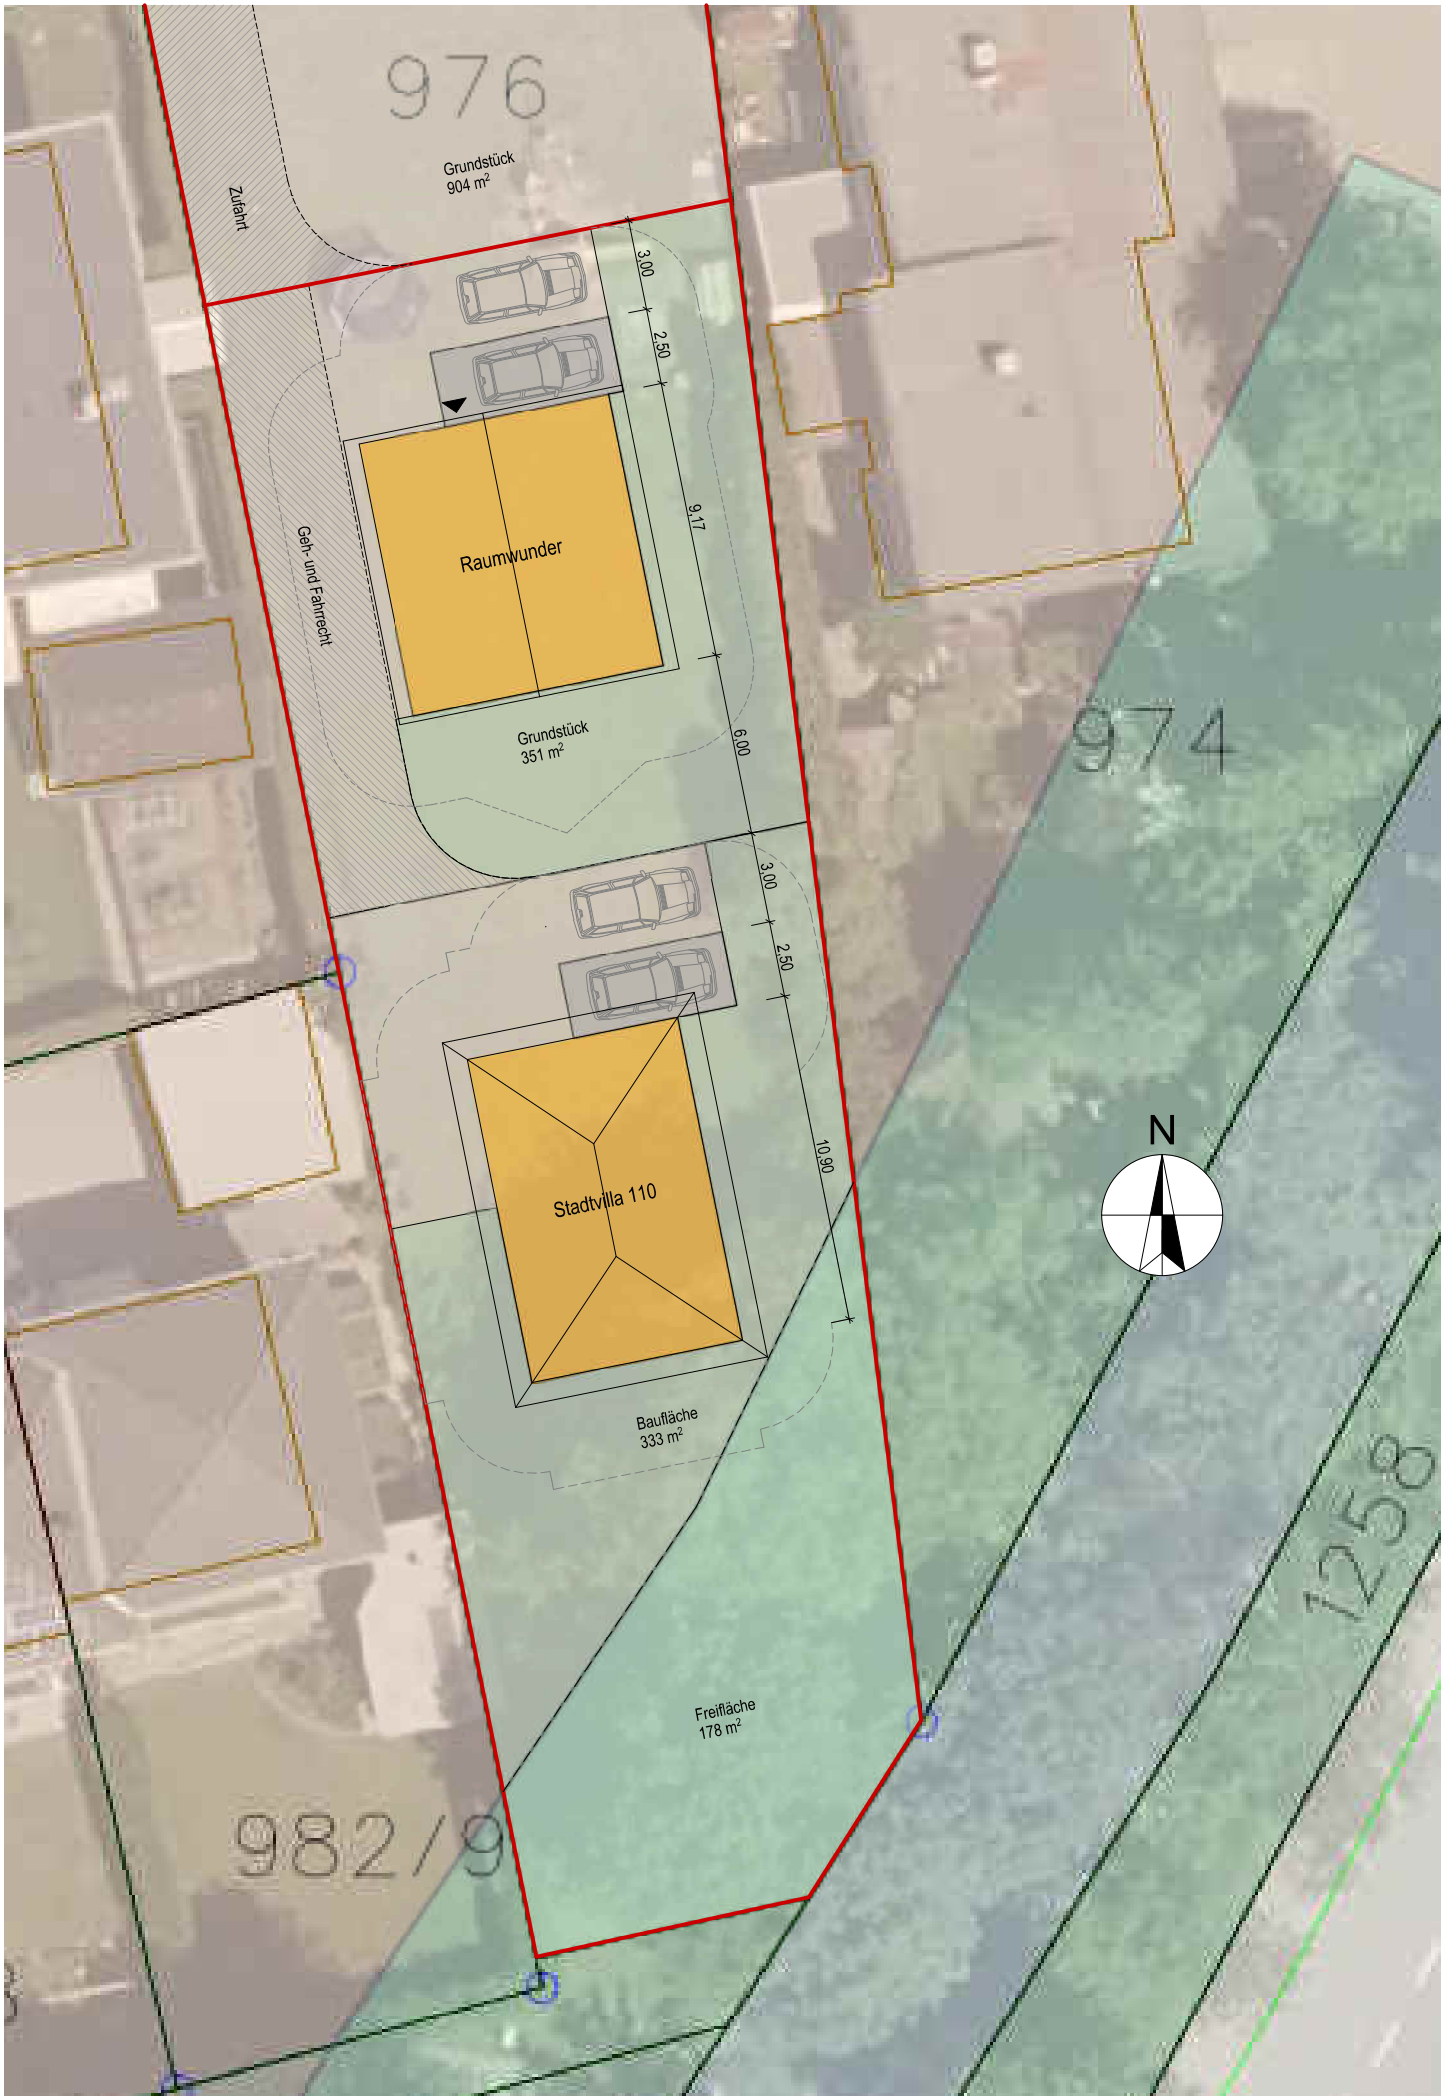 976
Grundstück
904 m²
Zufahrt
3,00
2,50
9,17
Raumwunder
Geh- und Fahrrecht
Grundstück
351 m²
6,00
974
3,00
2,50
10,90
N
Stadtvilla 110
Baufläche
333 m²
1258
Freifläche
178 m²
982/9